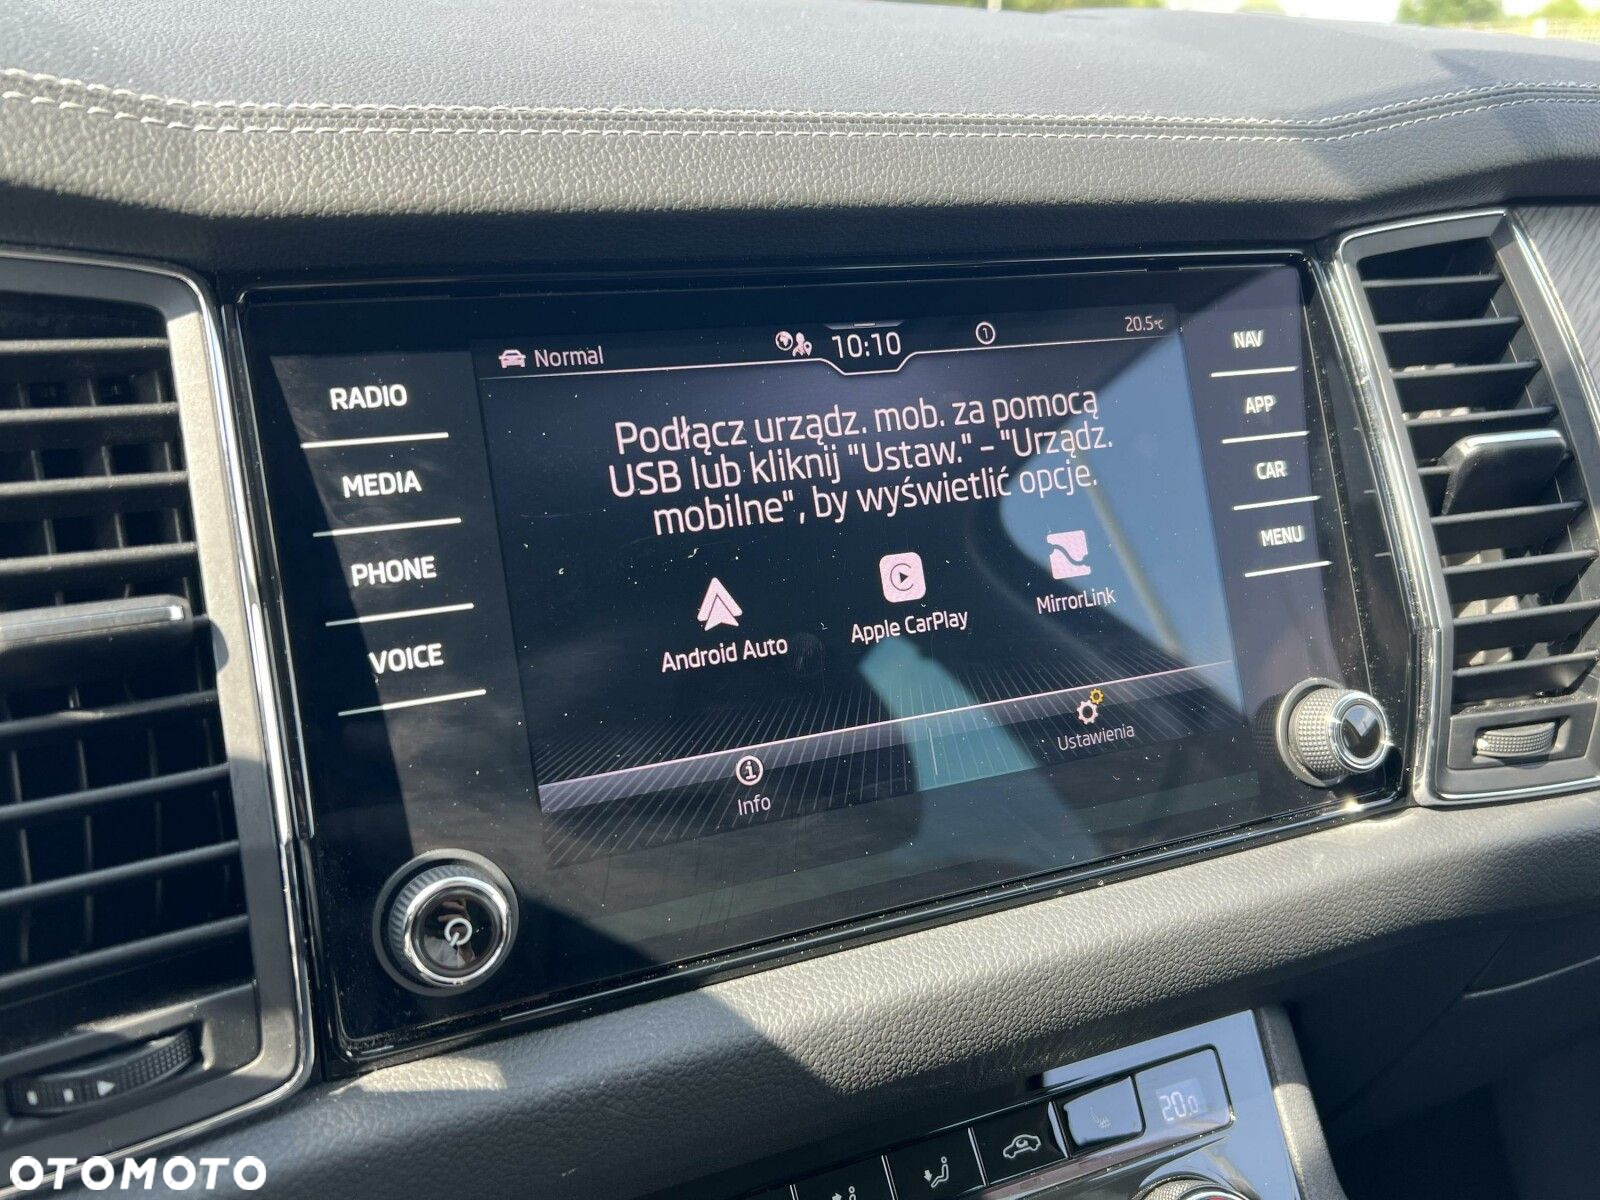 Normal
10:10
1
20.5°C
Podłącz urządz. mob. za pomocą
USB lub kliknij "Ustaw." - "Urządz.
mobilne", by wyświetlić opcje.
Android Auto
Apple CarPlay
MirrorLink
Info
Ustawienia
RADIO
MEDIA
PHONE
VOICE
NAV
APP
CAR
MENU
20.0
OTOMOTO